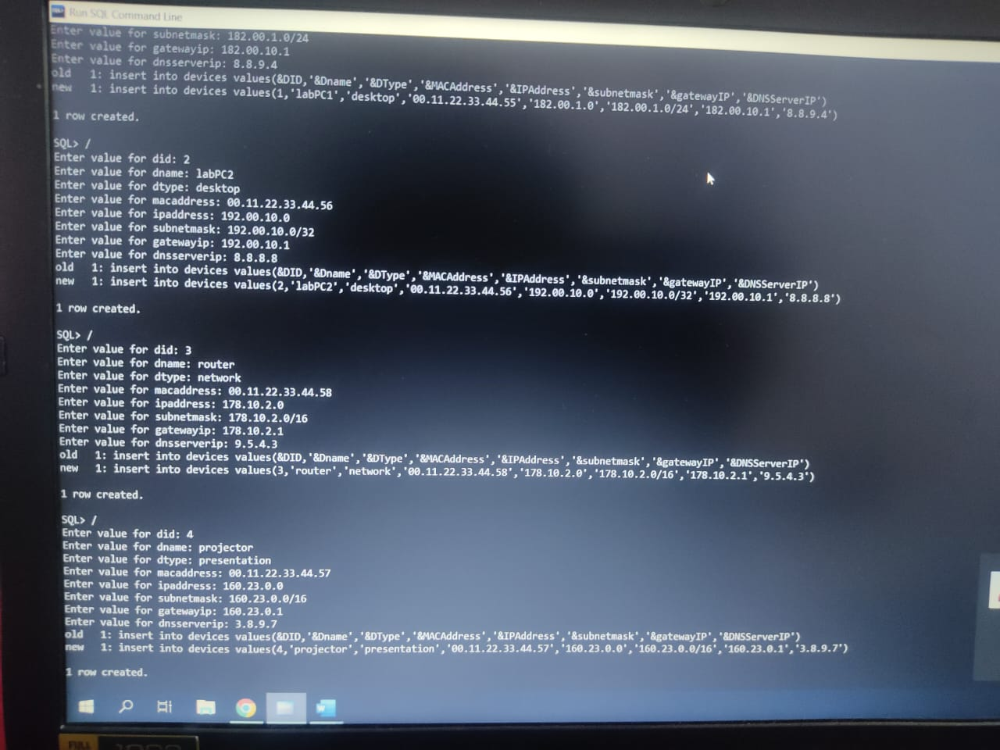 Run SQL Command Line
Enter value for subnetmask: 182.00.1.0/24
Enter value for gatewayip: 182.00.10.1
Enter value for dnsserverip: 8.8.9.4
old   1: insert into devices values(&DID,'&Dname','&DType','&MACAddress','&IPAddress','&subnetmask','&gatewayIP','&DNSServerIP')
new   1: insert into devices values(1,'labPC1','desktop','00.11.22.33.44.55','182.00.1.0','182.00.1.0/24','182.00.10.1','8.8.9.4')
1 row created.
SQL> /
Enter value for did: 2
Enter value for dname: labPC2
Enter value for dtype: desktop
Enter value for macaddress: 00.11.22.33.44.56
Enter value for ipaddress: 192.00.10.0
Enter value for subnetmask: 192.00.10.0/32
Enter value for gatewayip: 192.00.10.1
Enter value for dnsserverip: 8.8.8.8
old   1: insert into devices values(&DID,'&Dname','&DType','&MACAddress','&IPAddress','&subnetmask','&gatewayIP','&DNSServerIP')
new   1: insert into devices values(2,'labPC2','desktop','00.11.22.33.44.56','192.00.10.0','192.00.10.0/32','192.00.10.1','8.8.8.8')
1 row created.
SQL> /
Enter value for did: 3
Enter value for dname: router
Enter value for dtype: network
Enter value for macaddress: 00.11.22.33.44.58
Enter value for ipaddress: 178.10.2.0
Enter value for subnetmask: 178.10.2.0/16
Enter value for gatewayip: 178.10.2.1
Enter value for dnsserverip: 9.5.4.3
old   1: insert into devices values(&DID,'&Dname','&DType','&MACAddress','&IPAddress','&subnetmask','&gatewayIP','&DNSServerIP')
new   1: insert into devices values(3,'router','network','00.11.22.33.44.58','178.10.2.0','178.10.2.0/16','178.10.2.1','9.5.4.3')
1 row created.
SQL> /
Enter value for did: 4
Enter value for dname: projector
Enter value for dtype: presentation
Enter value for macaddress: 00.11.22.33.44.57
Enter value for ipaddress: 160.23.0.0
Enter value for subnetmask: 160.23.0.0/16
Enter value for gatewayip: 160.23.0.1
Enter value for dnsserverip: 3.8.9.7
old   1: insert into devices values(&DID,'&Dname','&DType','&MACAddress','&IPAddress','&subnetmask','&gatewayIP','&DNSServerIP')
new   1: insert into devices values(4,'projector','presentation','00.11.22.33.44.57','160.23.0.0','160.23.0.0/16','160.23.0.1','3.8.9.7')
1 row created.